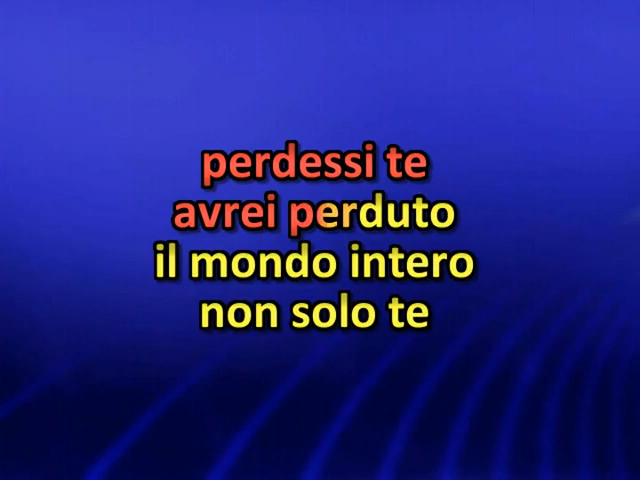 perdessi te
avrei perduto
il mondo intero
non solo te